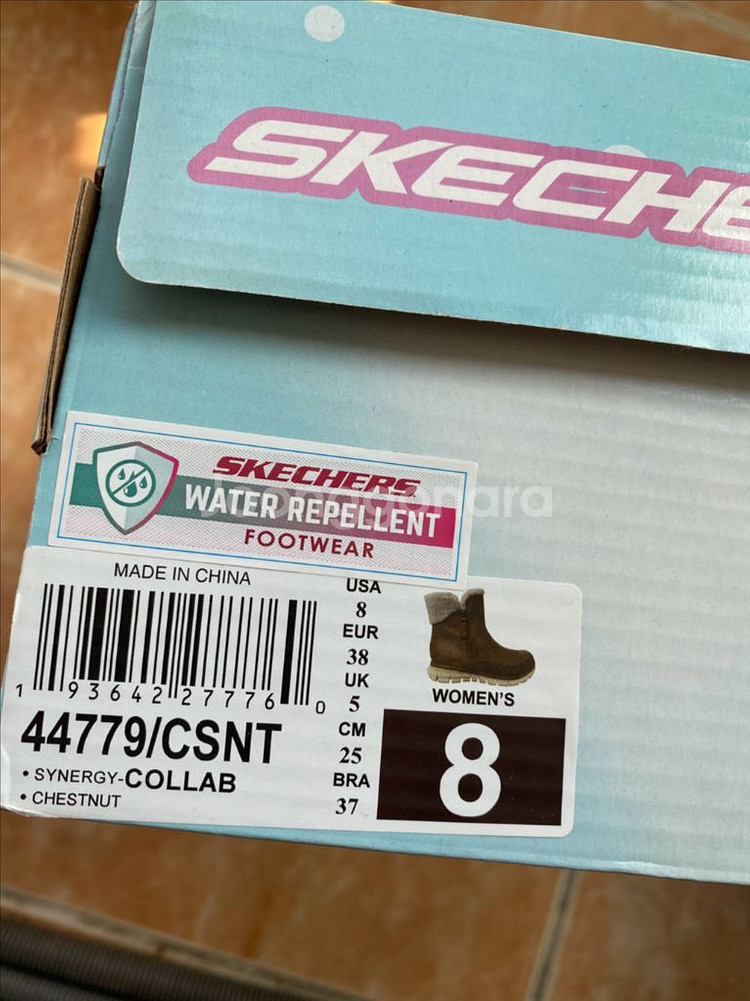 SKECHE
SKECHERS
WATER REPELLENT
FOOTWEAR
joonggonara
MADE IN CHINA
1 93642 27776 0
44779/CSNT
• SYNERGY-COLLAB
• CHESTNUT
USA
8
EUR
38
UK
5
CM
25
BRA
37
WOMEN'S
8